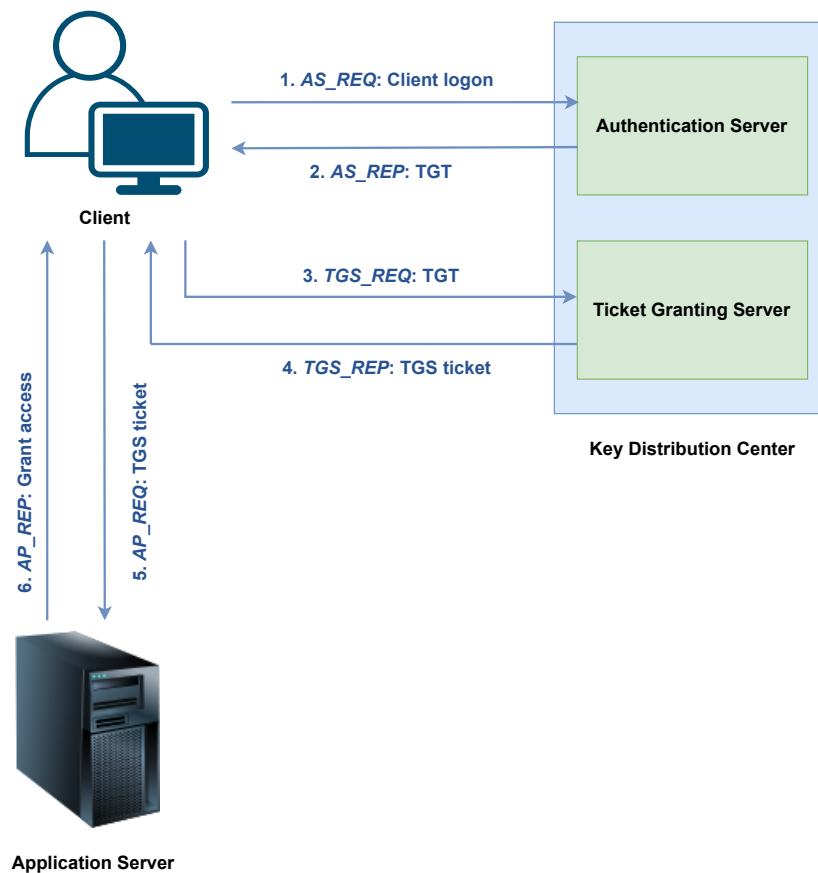 1. AS_REQ: Client logon
Authentication Server
2. AS_REP: TGT
Client
3. TGS_REQ: TGT
Ticket Granting Server
4. TGS_REP: TGS ticket
Key Distribution Center
6. AP_REP: Grant access
5. AP_REQ: TGS ticket
Application Server